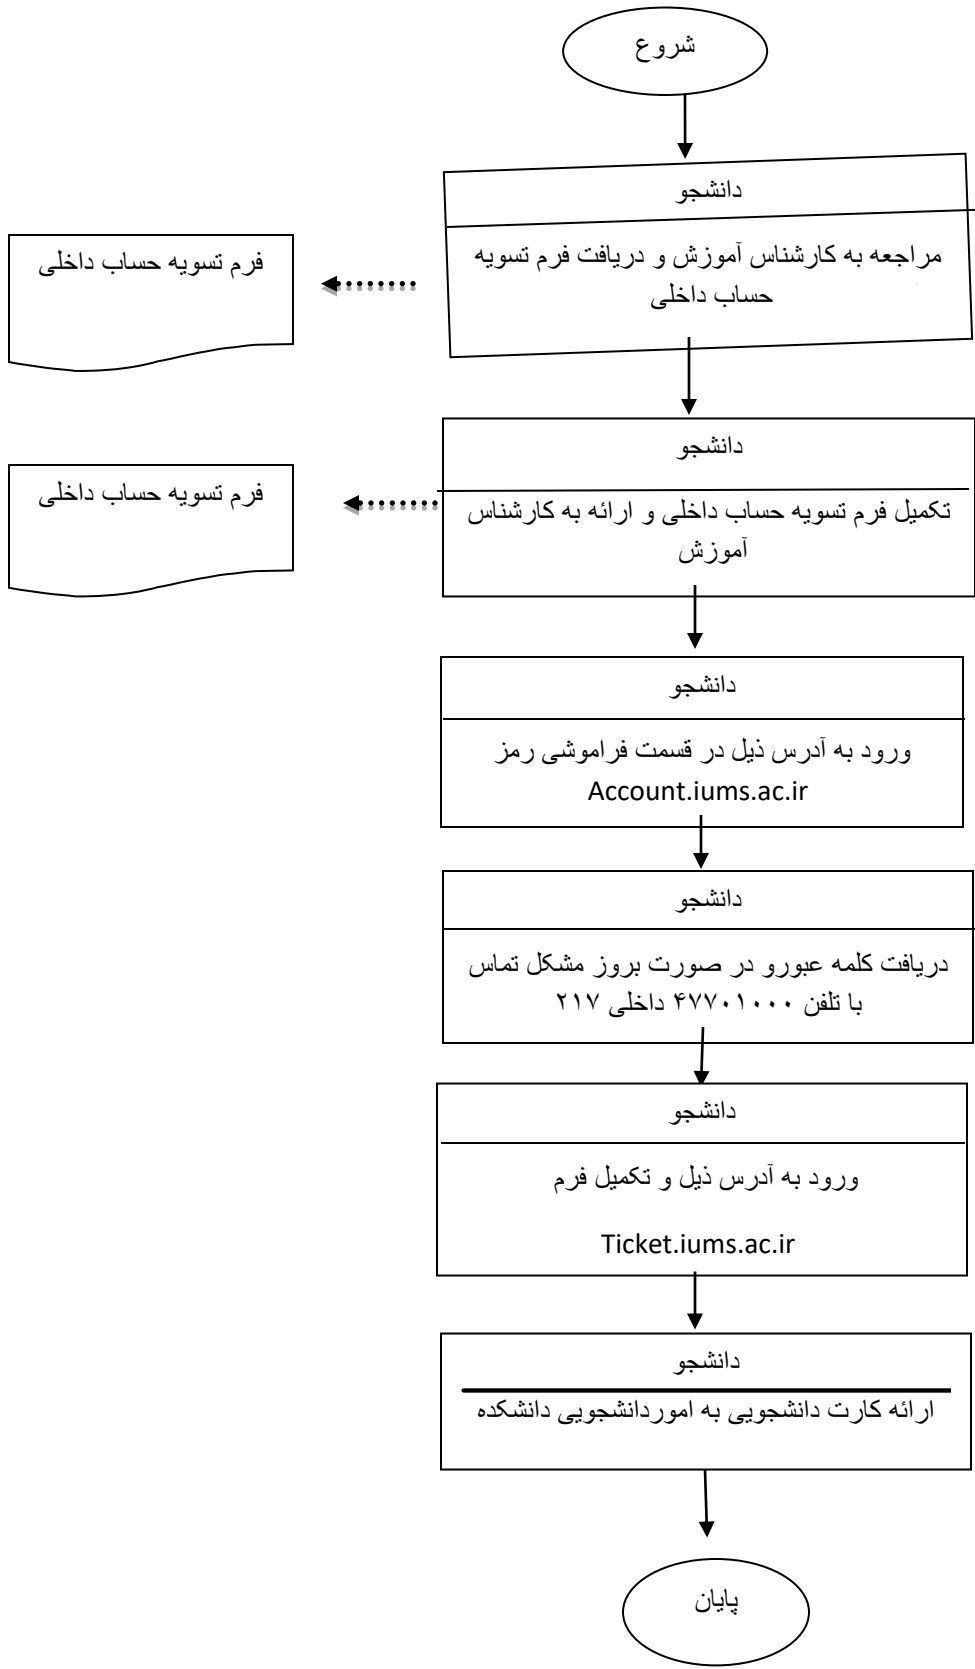 شروع
دانشجو
مراجعه به کارشناس آموزش و دریافت فرم تسویه
حساب داخلی
فرم تسویه حساب داخلی
دانشجو
تکمیل فرم تسویه حساب داخلی و ارائه به کارشناس
آموزش
فرم تسویه حساب داخلی
دانشجو
ورود به آدرس ذیل در قسمت فراموشی رمز
Account.iums.ac.ir
دانشجو
دریافت کلمه عبورو در صورت بروز مشکل تماس
با تلفن ۴۷۷۰۱۰۰۰ داخلی ۲۱۷
دانشجو
ورود به آدرس ذیل و تکمیل فرم
Ticket.iums.ac.ir
دانشجو
ارائه کارت دانشجویی به اموردانشجویی دانشکده
پایان